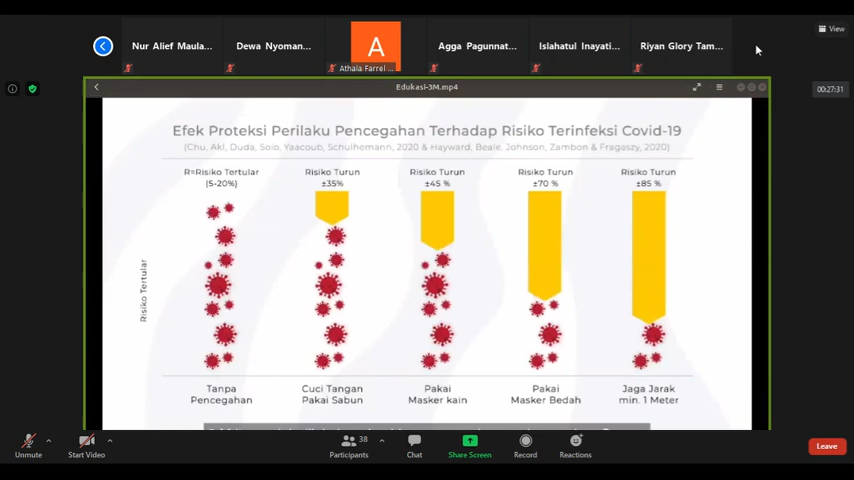 View
Nur Alief Maula...
Dewa Nyoman...
A
Athala Farrel ...
Agga Pagunnat...
Islahatul Inayati...
Riyan Glory Tam...
Edukasi-3M.mp4
00:27:31
Efek Proteksi Perilaku Pencegahan Terhadap Risiko Terinfeksi Covid-19
(Chu, Akl, Duda, Solo, Yaacoub, Schulhemann, 2020 & Hayward, Beale, Johnson, Zambon & Fragaszy, 2020)
R=Risiko Tertular
(5-20%)
Risiko Turun
±35%
Risiko Turun
±45 %
Risiko Turun
±70 %
Risiko Turun
±85 %
Risiko Tertular
Tanpa
Pencegahan
Cuci Tangan
Pakai Sabun
Pakai
Masker kain
Pakai
Masker Bedah
Jaga Jarak
min. 1 Meter
Unmute
Start Video
38
Participants
Chat
Share Screen
Record
Reactions
Leave